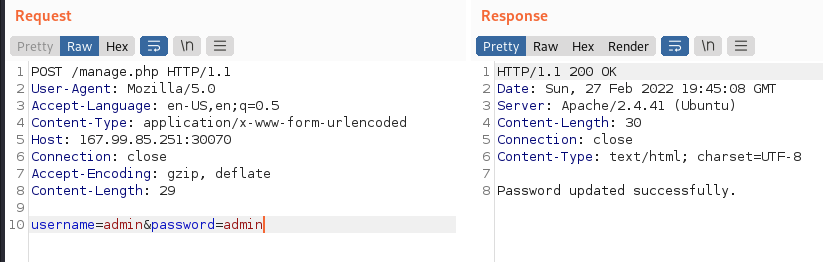 Request
Pretty Raw Hex \n
1 POST /manage.php HTTP/1.1
2 User-Agent: Mozilla/5.0
3 Accept-Language: en-US,en;q=0.5
4 Content-Type: application/x-www-form-urlencoded
5 Host: 167.99.85.251:30070
6 Connection: close
7 Accept-Encoding: gzip, deflate
8 Content-Length: 29
9
10 username=admin&password=admin
Response
Pretty Raw Hex Render \n
1 HTTP/1.1 200 OK
2 Date: Sun, 27 Feb 2022 19:45:08 GMT
3 Server: Apache/2.4.41 (Ubuntu)
4 Content-Length: 30
5 Connection: close
6 Content-Type: text/html; charset=UTF-8
7
8 Password updated successfully.